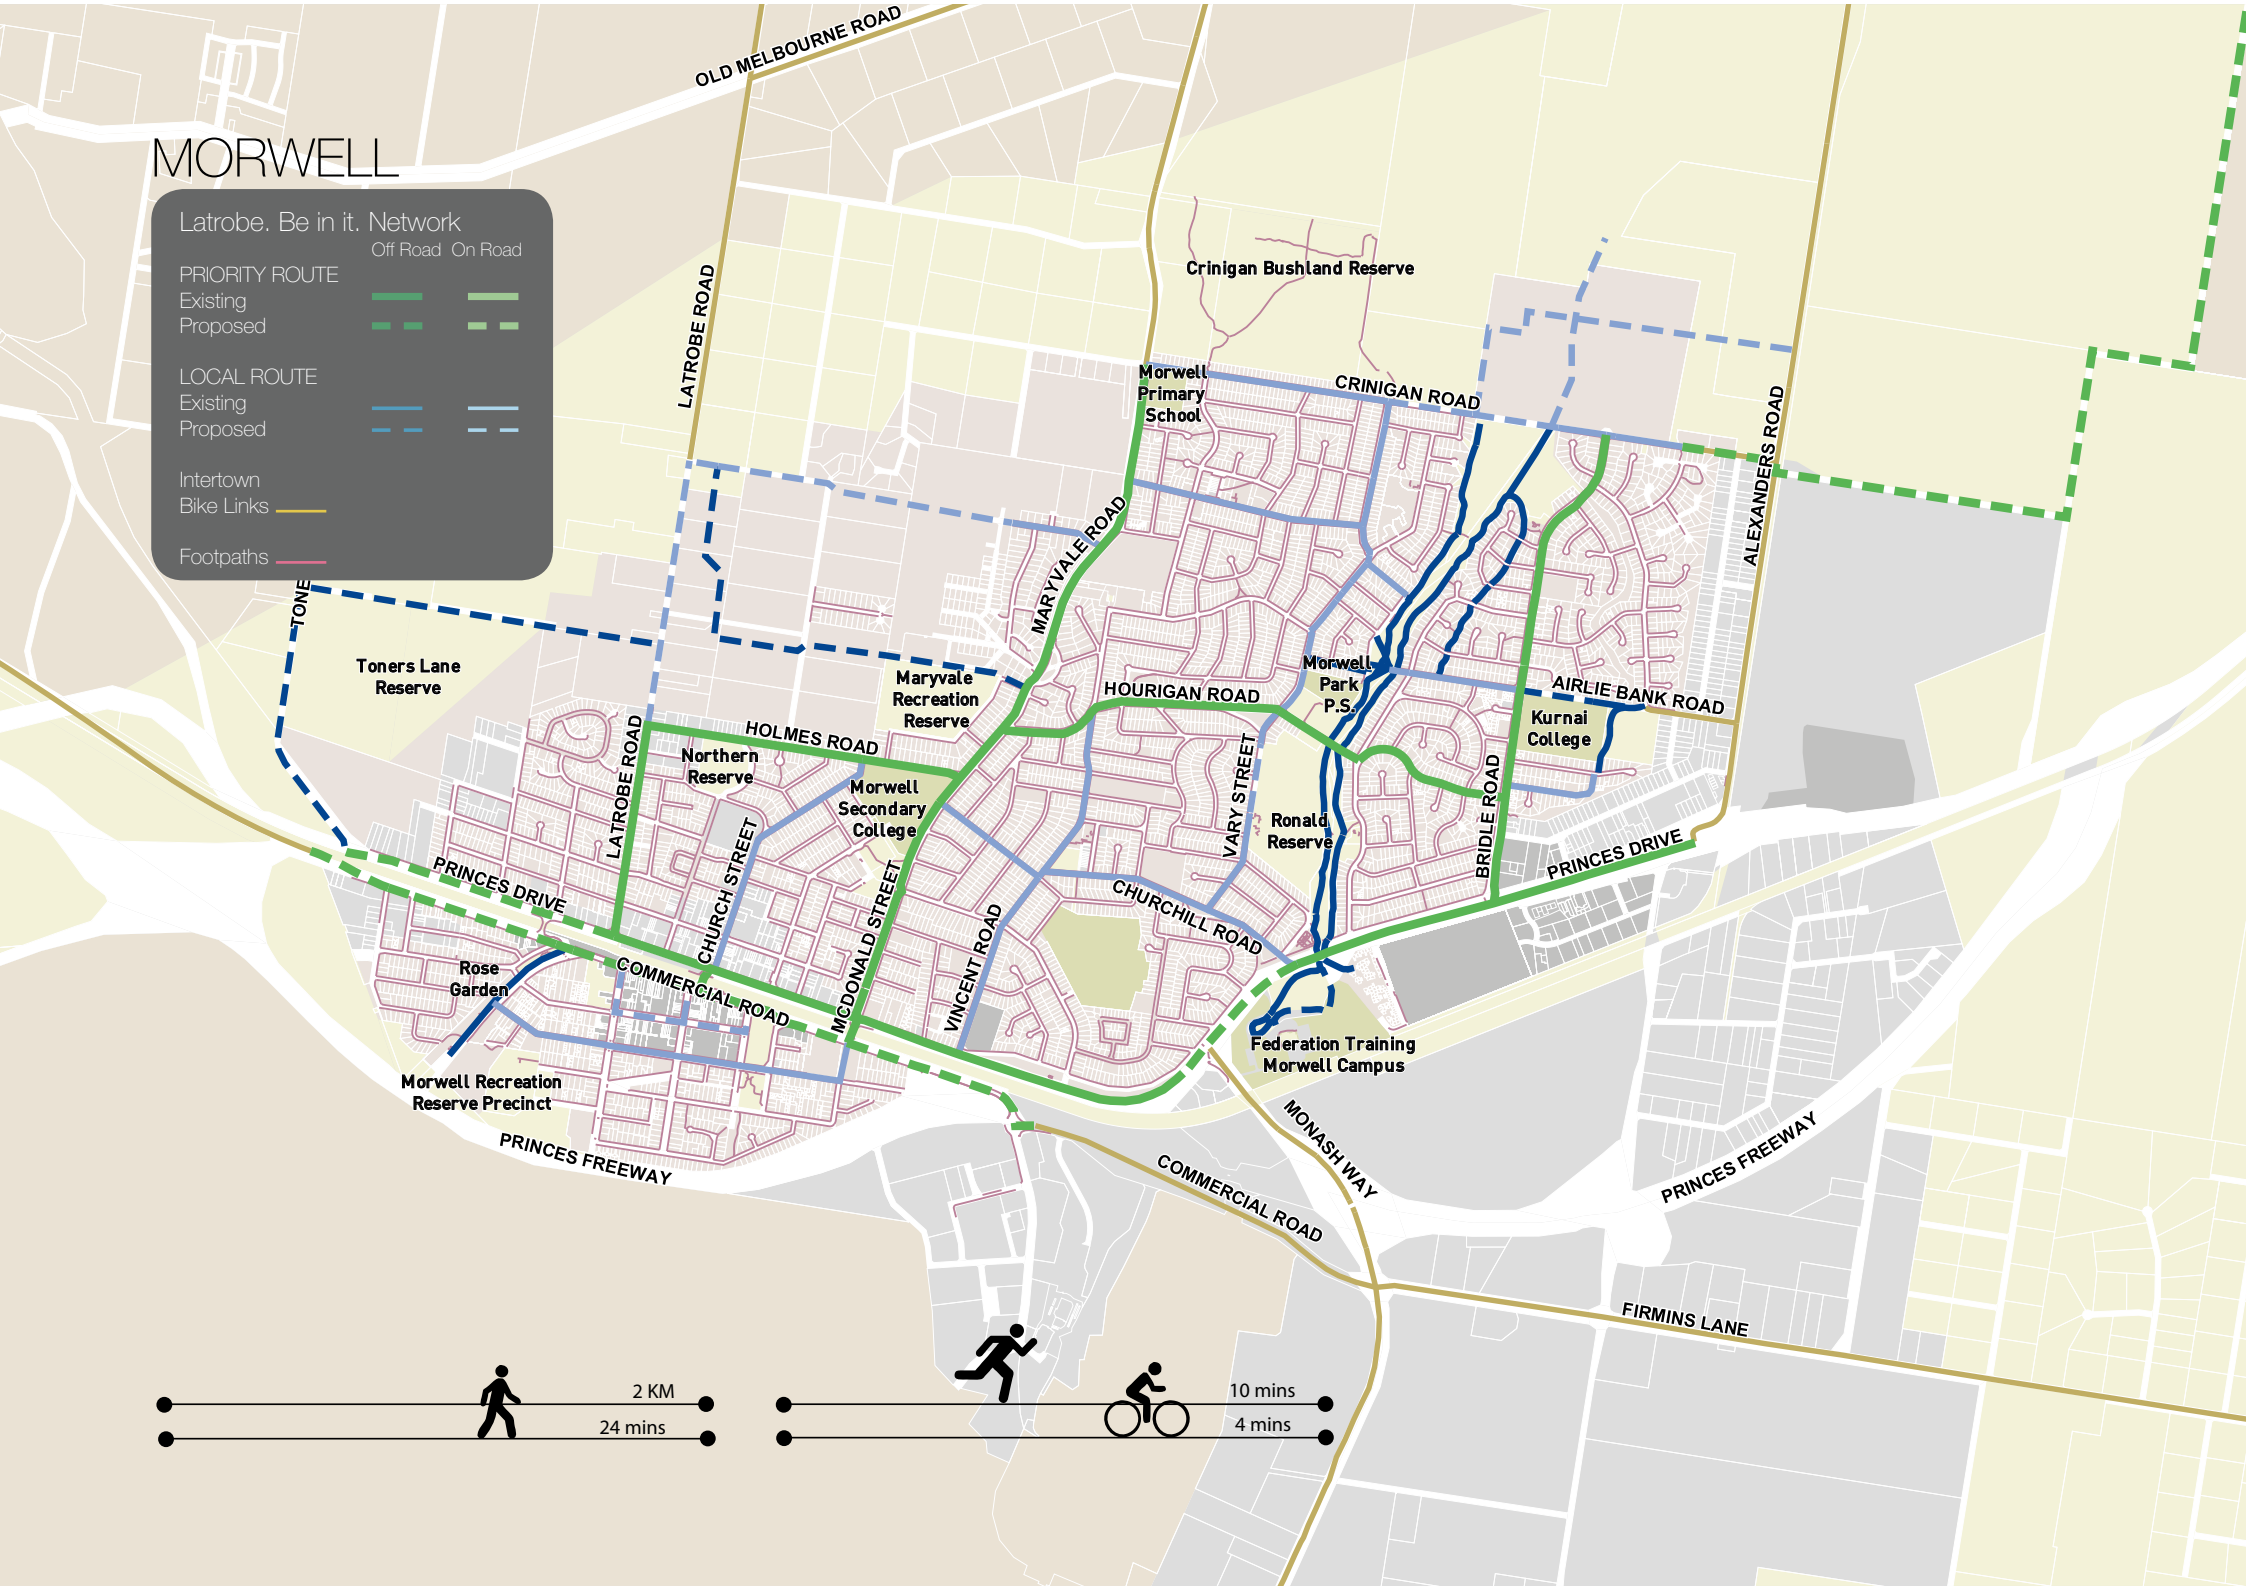 OLD MELBOURNE ROAD
MORWELL
Latrobe. Be in it. Network
Off Road On Road
PRIORITY ROUTE
Existing
Proposed
LOCAL ROUTE
Existing
Proposed
Intertown
Bike Links
Footpaths
LATROBE ROAD
Crinigan Bushland Reserve
Morwell
Primary
School
CRINIGAN ROAD
ALEXANDERS ROAD
MARYVALE ROAD
TONE
Toners Lane
Reserve
Maryvale
Recreation
Reserve
HOURIGAN ROAD
Morwell
Park
P.S.
AIRLIE BANK ROAD
Kurnai
College
HOLMES ROAD
Northern
Reserve
LATROBE ROAD
Morwell
Secondary
College
CHURCH STREET
VARY STREET
Ronald
Reserve
BRIDLE ROAD
PRINCES DRIVE
PRINCES DRIVE
MCDONALD STREET
CHURCHILL ROAD
VINCENT ROAD
COMMERCIAL ROAD
Rose
Garden
Federation Training
Morwell Campus
Morwell Recreation
Reserve Precinct
PRINCES FREEWAY
MONASH WAY
COMMERCIAL ROAD
PRINCES FREEWAY
FIRMINS LANE
2 KM
24 mins
10 mins
4 mins